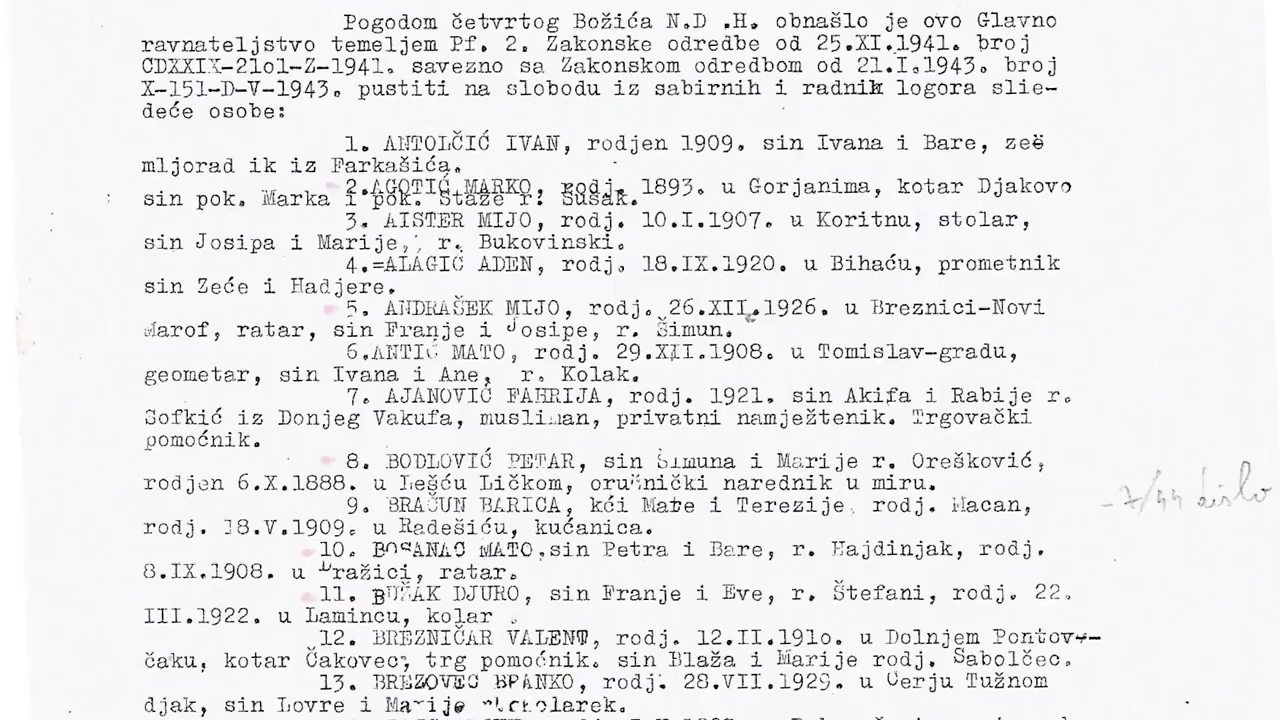 Pogodom četvrtog Božića N.D .H. obnašlo je ovo Glavno
ravnateljstvo temeljem Pf. 2. Zakonske odredbe od 25.XI.1941. broj
CDXXIX-21o1-Z-1941. savezno sa Zakonskom odredbom od 21.I.1943. broj
X-151-D-V-1943. pustiti na slobodu iz sabirnih i radnik logora slie-
deće osobe:
1. ANTOLČIĆ IVAN, rodjen 1909. sin Ivana i Bare, zeë
mljorad ik iz Farkašića.
2.AGOTIĆ MARKO, rodj. 1893. u Gorjanima, kotar Djakovo
sin pok. Marka i pok. Staže r: Sušak.
3. AISTER MIJO, rodj. 10.I.1907. u Koritnu, stolar,
sin Josipa i Marije, r. Bukovinski.
4.=ALAGIĆ ADEN, rodj. 18.IX.1920. u Bihaću, prometnik
sin Zeće i Hadjere.
5. ANDRAŠEK MIJO, rodj. 26.XII.1926. u Breznici-Novi
Marof, ratar, sin Franje i Josipe, r. Šimun.
6.ANTIĆ MATO, rodj. 29.XII.1908. u Tomislav-gradu,
geometar, sin Ivana i Ane, r. Kolak.
7. AJANOVIĆ FAHRIJA, rodj. 1921. sin Akifa i Rabije r.
Sofkić iz Donjeg Vakufa, musliman, privatni namještenik. Trgovački
pomoćnik.
8. BODLOVIĆ PETAR, sin Šimuna i Marije r. Orešković,
rodjen 6.X.1888. u Lešću Ličkom, oružnički narednik u miru.
9. BRAČUN BARICA, kći Mate i Terezije, rodj. Macan,
rodj. 18.V.1909. u Radešiću, kućanica.
10. BOSANAC MATO,sin Petra i Bare, r. Hajdinjak, rodj.
8.IX.1908. u Dražici, ratar.
11. DJURO, sin Franje i Eve, r. Štefani, rodj. 22.
III.1922. u Lamincu, kolar .
12. BREZNIČAR VALENT, rodj. 12.II.191o. u Dolnjem Pontov-
čaku, kotar Čakovec, trg pomoćnik. sin Blaža i Marije rodj. Sabolčec.
13. BREZOVEC BRANKO, rodj. 28.VII.1929. u Cerju Tužnom
djak, sin Lovre i Marije
-7/44